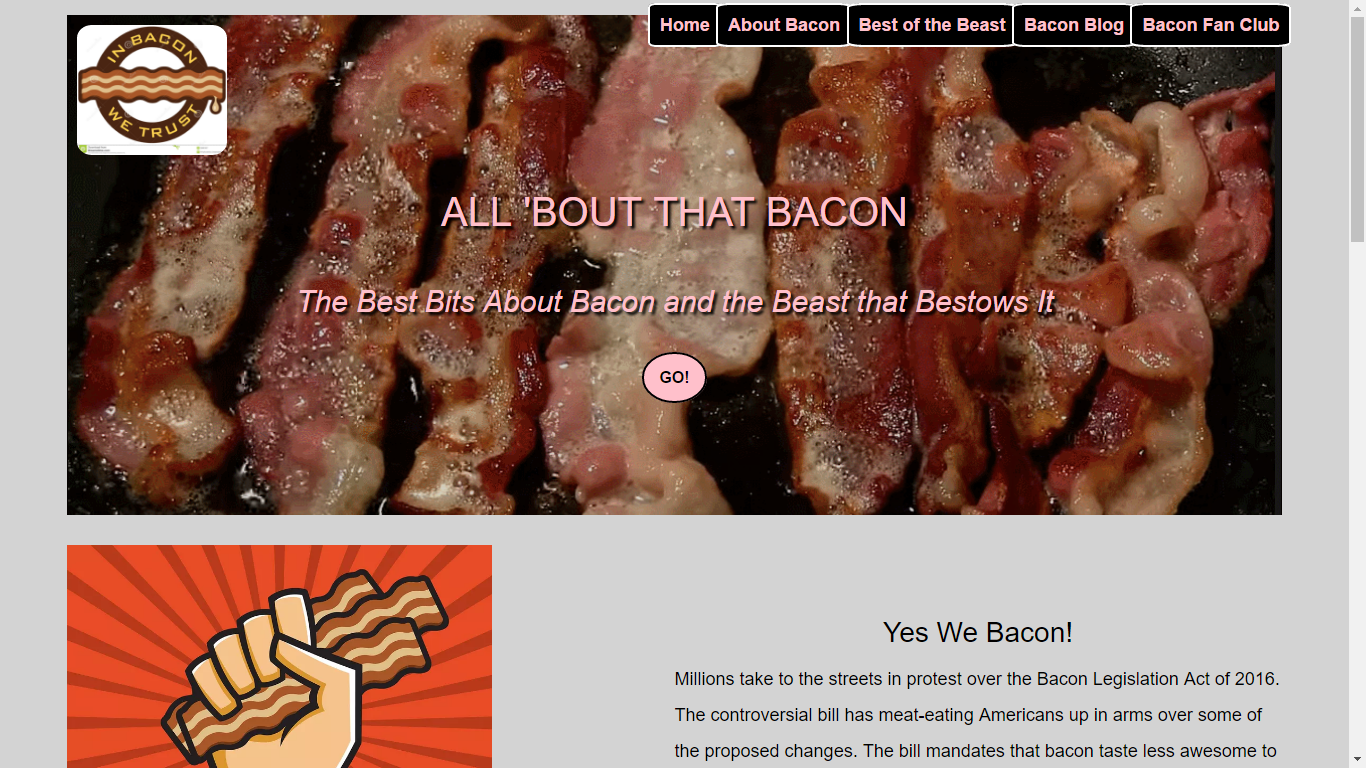 Home About Bacon Best of the Beast Bacon Blog Bacon Fan Club
IN BACON
WE TRUST
ALL 'BOUT THAT BACON
The Best Bits About Bacon and the Beast that Bestows It
GO!
Yes We Bacon!
Millions take to the streets in protest over the Bacon Legislation Act of 2016.
The controversial bill has meat-eating Americans up in arms over some of
the proposed changes. The bill mandates that bacon taste less awesome to